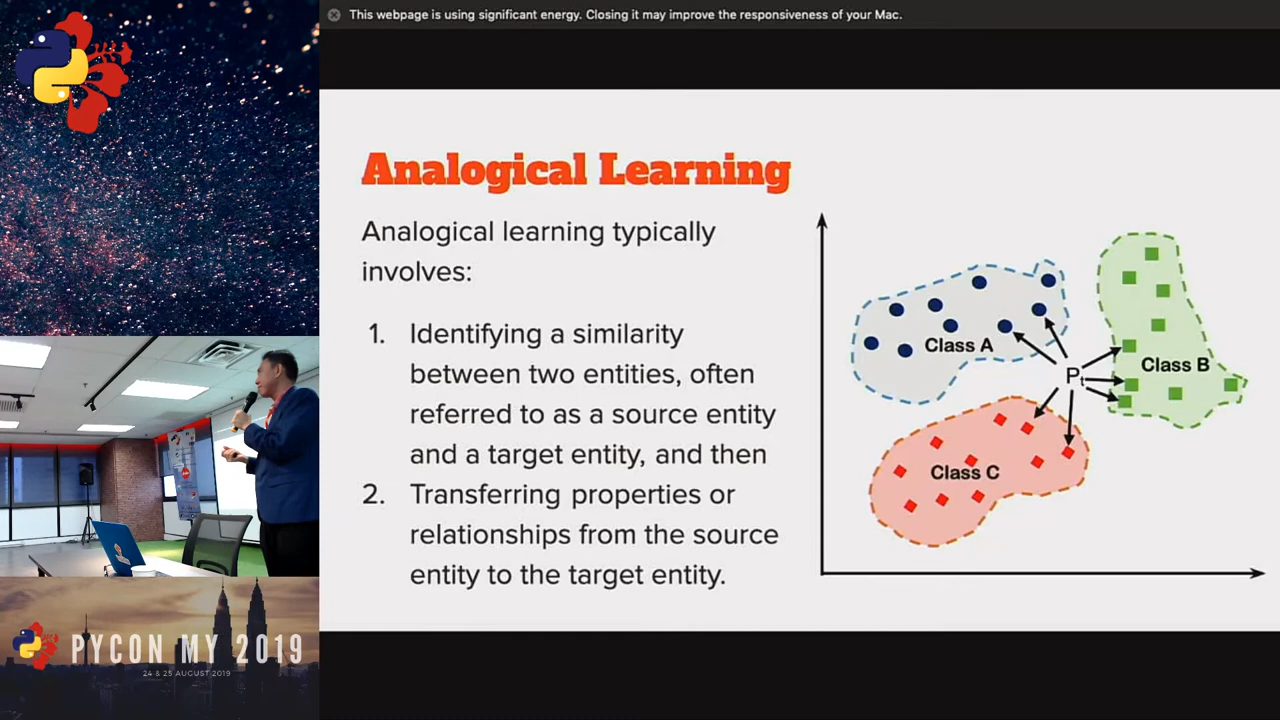 This webpage is using significant energy. Closing it may improve the responsiveness of your Mac.
Analogical Learning
Analogical learning typically
involves:
1. Identifying a similarity
between two entities, often
referred to as a source entity
and a target entity, and then
2. Transferring properties or
relationships from the source
entity to the target entity.
Class A
Class B
Pt
Class C
PYCON MY 2019
24 & 25 AUGUST 2019